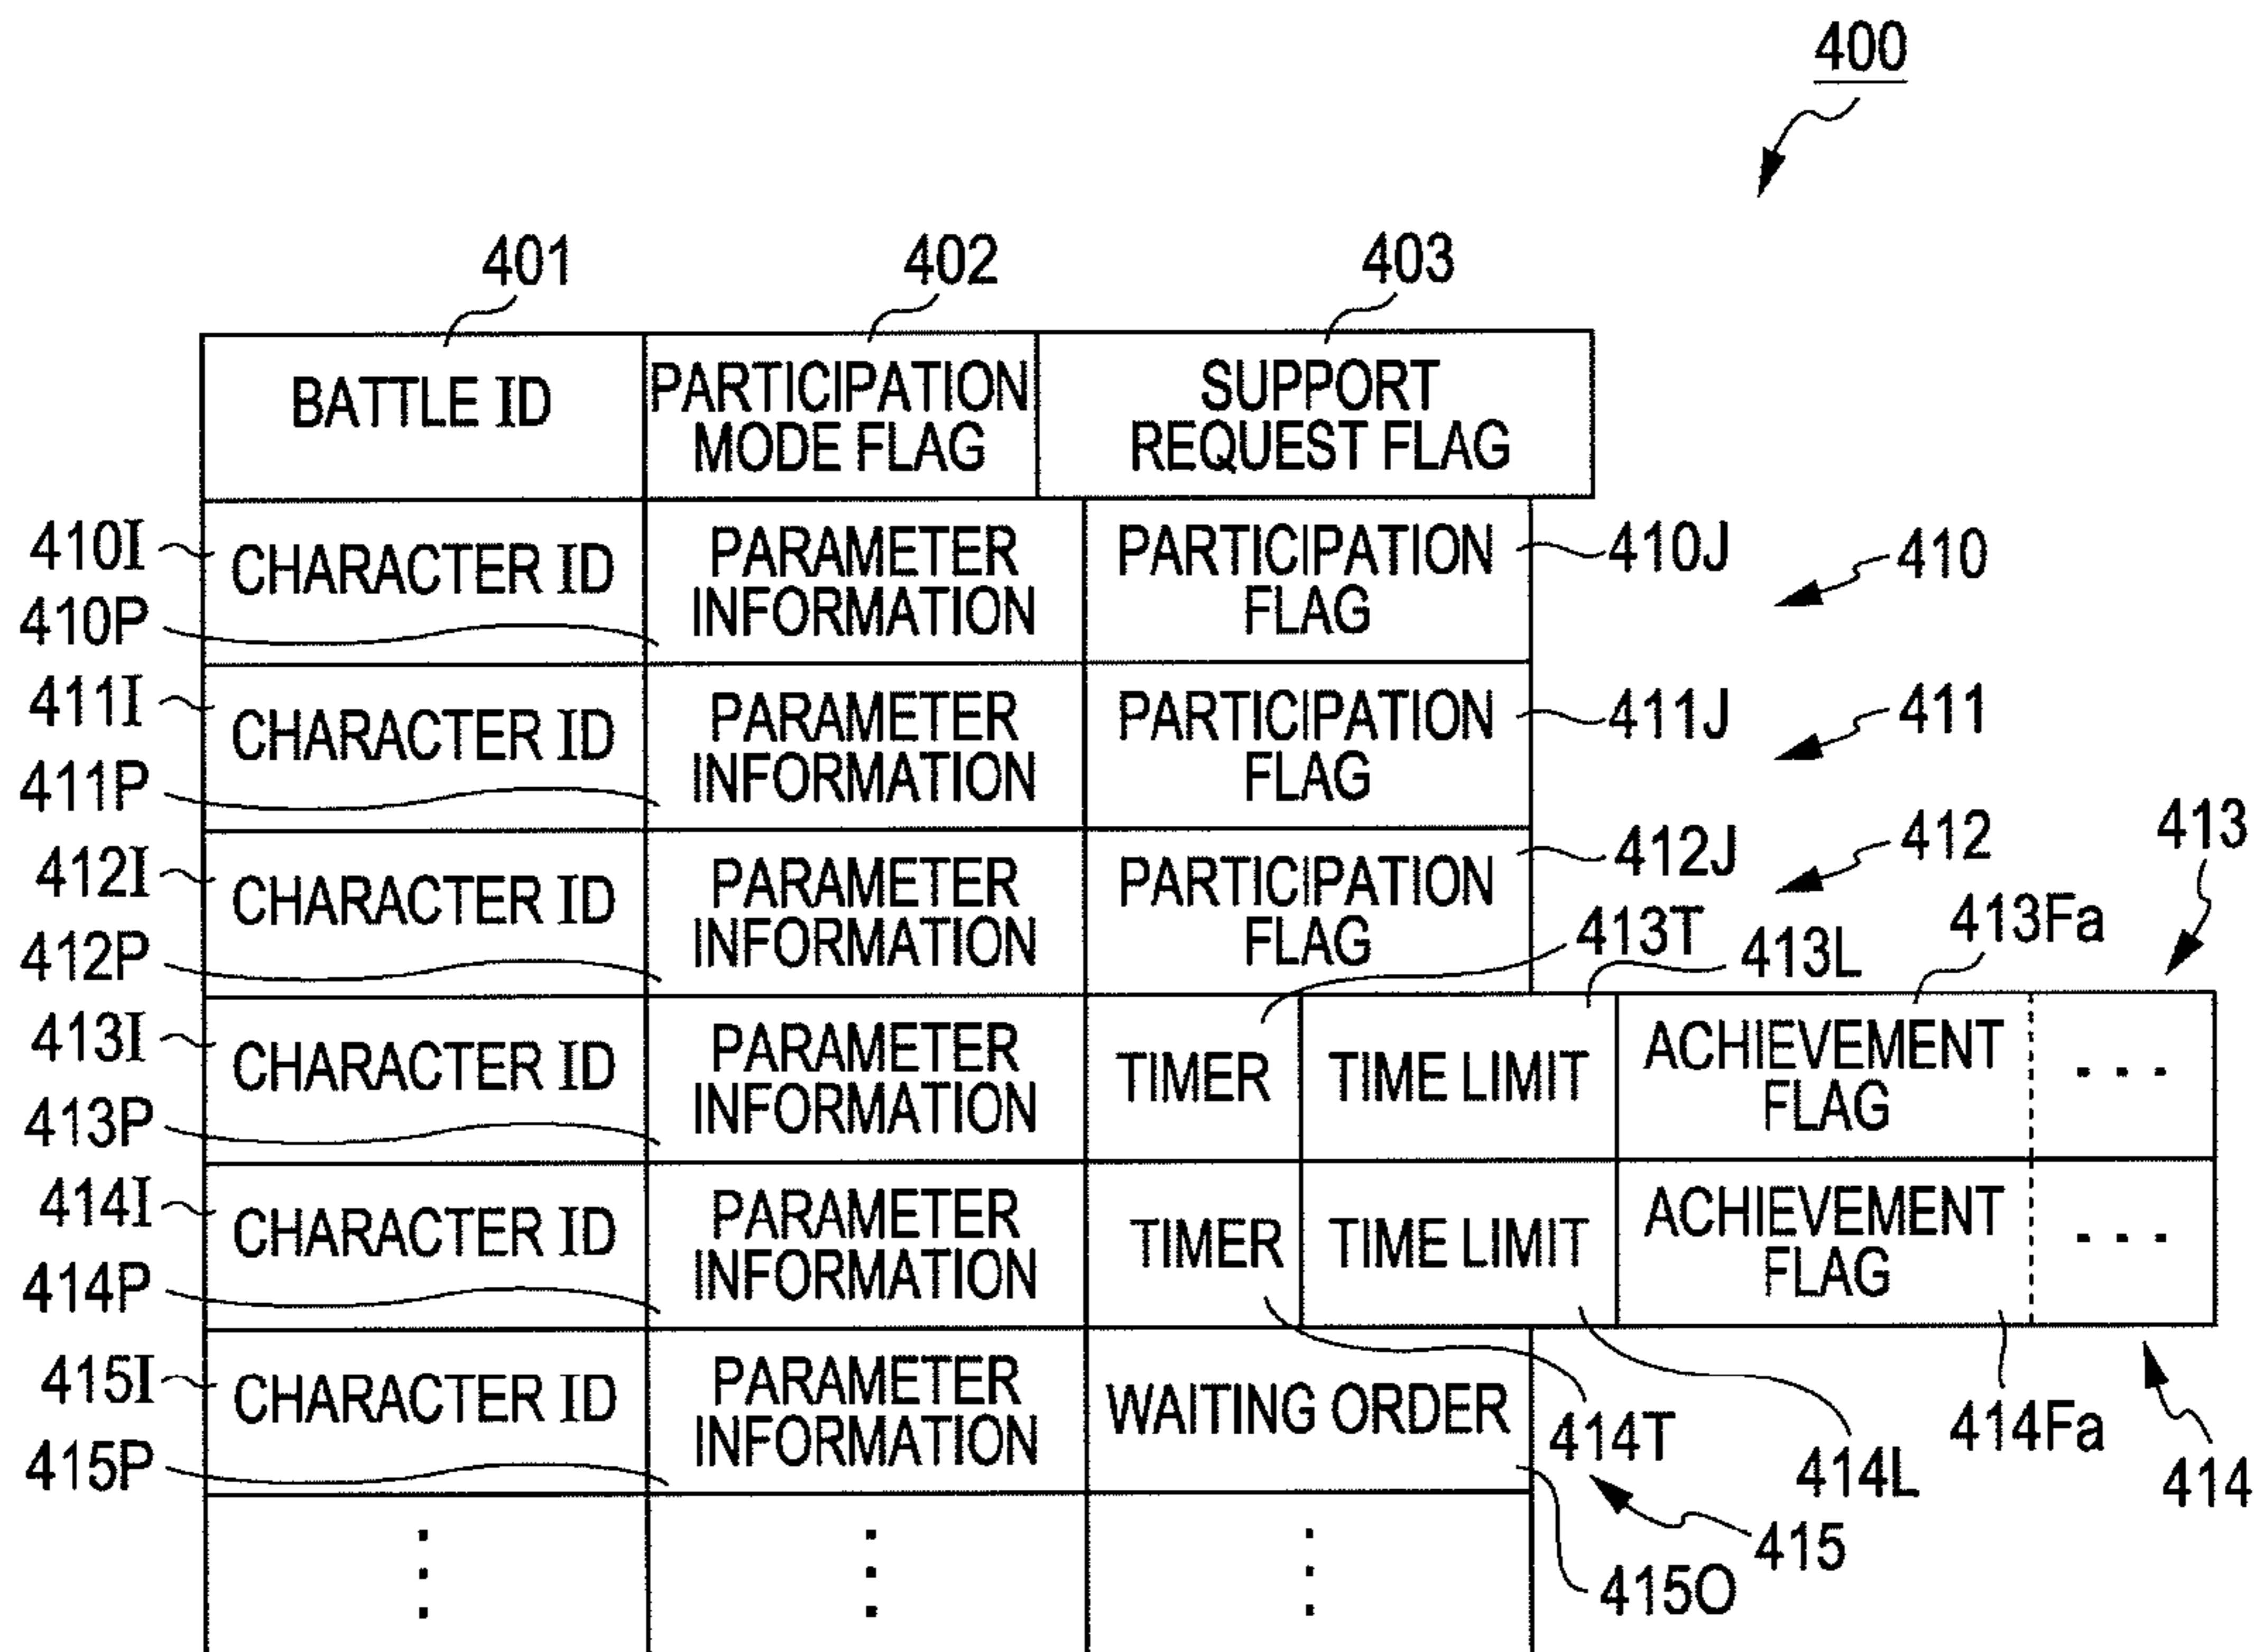 400
401
402
403
BATTLE ID
PARTICIPATION
MODE FLAG
SUPPORT
REQUEST FLAG
410I
410P
CHARACTER ID
PARAMETER
INFORMATION
PARTICIPATION
FLAG
410J
410
411I
411P
CHARACTER ID
PARAMETER
INFORMATION
PARTICIPATION
FLAG
411J
411
412I
412P
CHARACTER ID
PARAMETER
INFORMATION
PARTICIPATION
FLAG
412J
412
413
413T
413L
413Fa
413I
413P
CHARACTER ID
PARAMETER
INFORMATION
TIMER
TIME LIMIT
ACHIEVEMENT
FLAG
...
414I
414P
CHARACTER ID
PARAMETER
INFORMATION
TIMER
TIME LIMIT
ACHIEVEMENT
FLAG
...
415I
415P
CHARACTER ID
PARAMETER
INFORMATION
WAITING ORDER
414T
414L
414Fa
414
415
415O